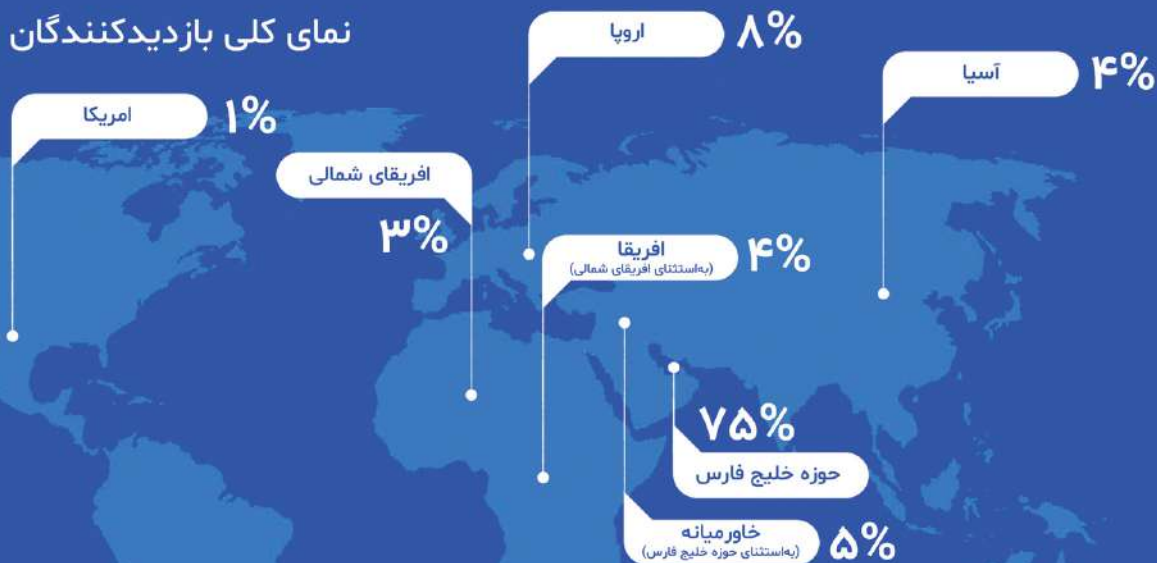 نمای کلی بازدیدکنندگان
اروپا
۸%
آسیا
۴%
امریکا
۱%
افریقای شمالی
۳%
افریقا
(به‌استثنای افریقای شمالی)
۴%
۷۵%
حوزه خلیج فارس
خاورمیانه
(به‌استثنای حوزه خلیج فارس)
۵%